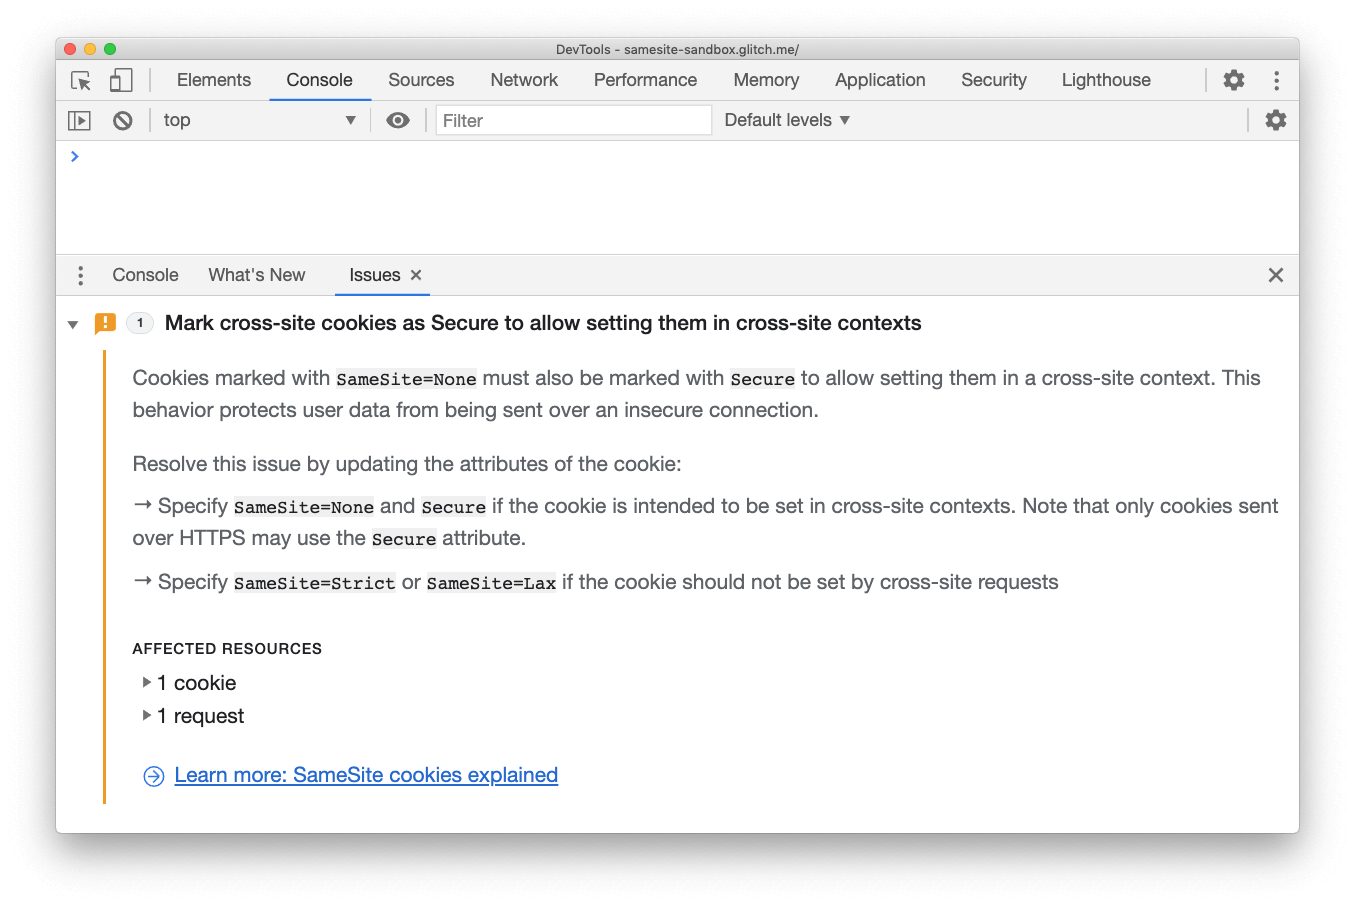 DevTools - samesite-sandbox.glitch.me/
Elements Console Sources Network Performance Memory Application Security Lighthouse
top Filter Default levels
Console What's New Issues
1 Mark cross-site cookies as Secure to allow setting them in cross-site contexts
Cookies marked with SameSite=None must also be marked with Secure to allow setting them in a cross-site context. This
behavior protects user data from being sent over an insecure connection.
Resolve this issue by updating the attributes of the cookie:
→ Specify SameSite=None and Secure if the cookie is intended to be set in cross-site contexts. Note that only cookies sent
over HTTPS may use the Secure attribute.
→ Specify SameSite=Strict or SameSite=Lax if the cookie should not be set by cross-site requests
AFFECTED RESOURCES
1 cookie
1 request
Learn more: SameSite cookies explained